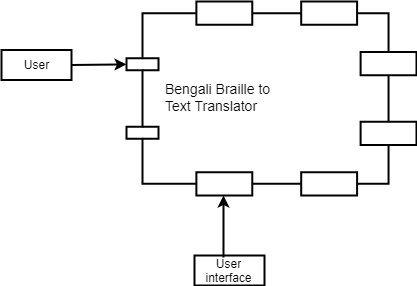 User
Bengali Braille to
Text Translator
User
interface